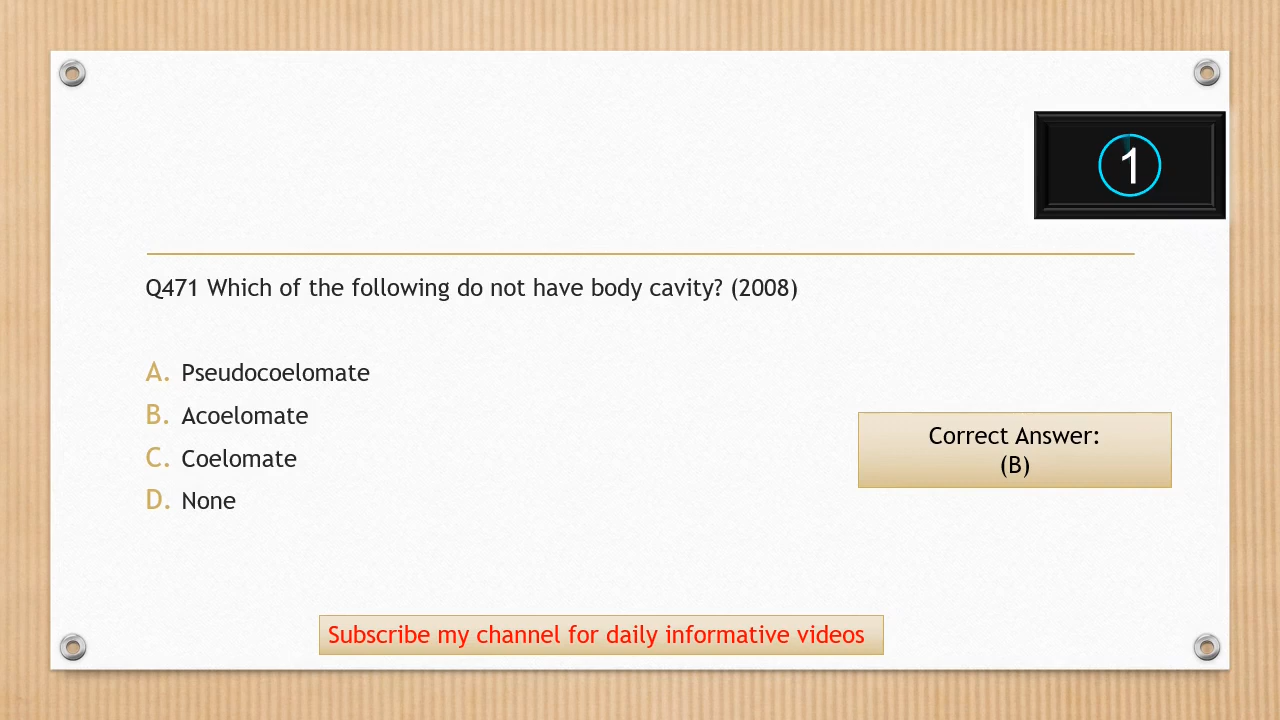 1
Q471 Which of the following do not have body cavity? (2008)
A. Pseudocoelomate
B. Acoelomate
C. Coelomate
D. None
Correct Answer:
(B)
Subscribe my channel for daily informative videos